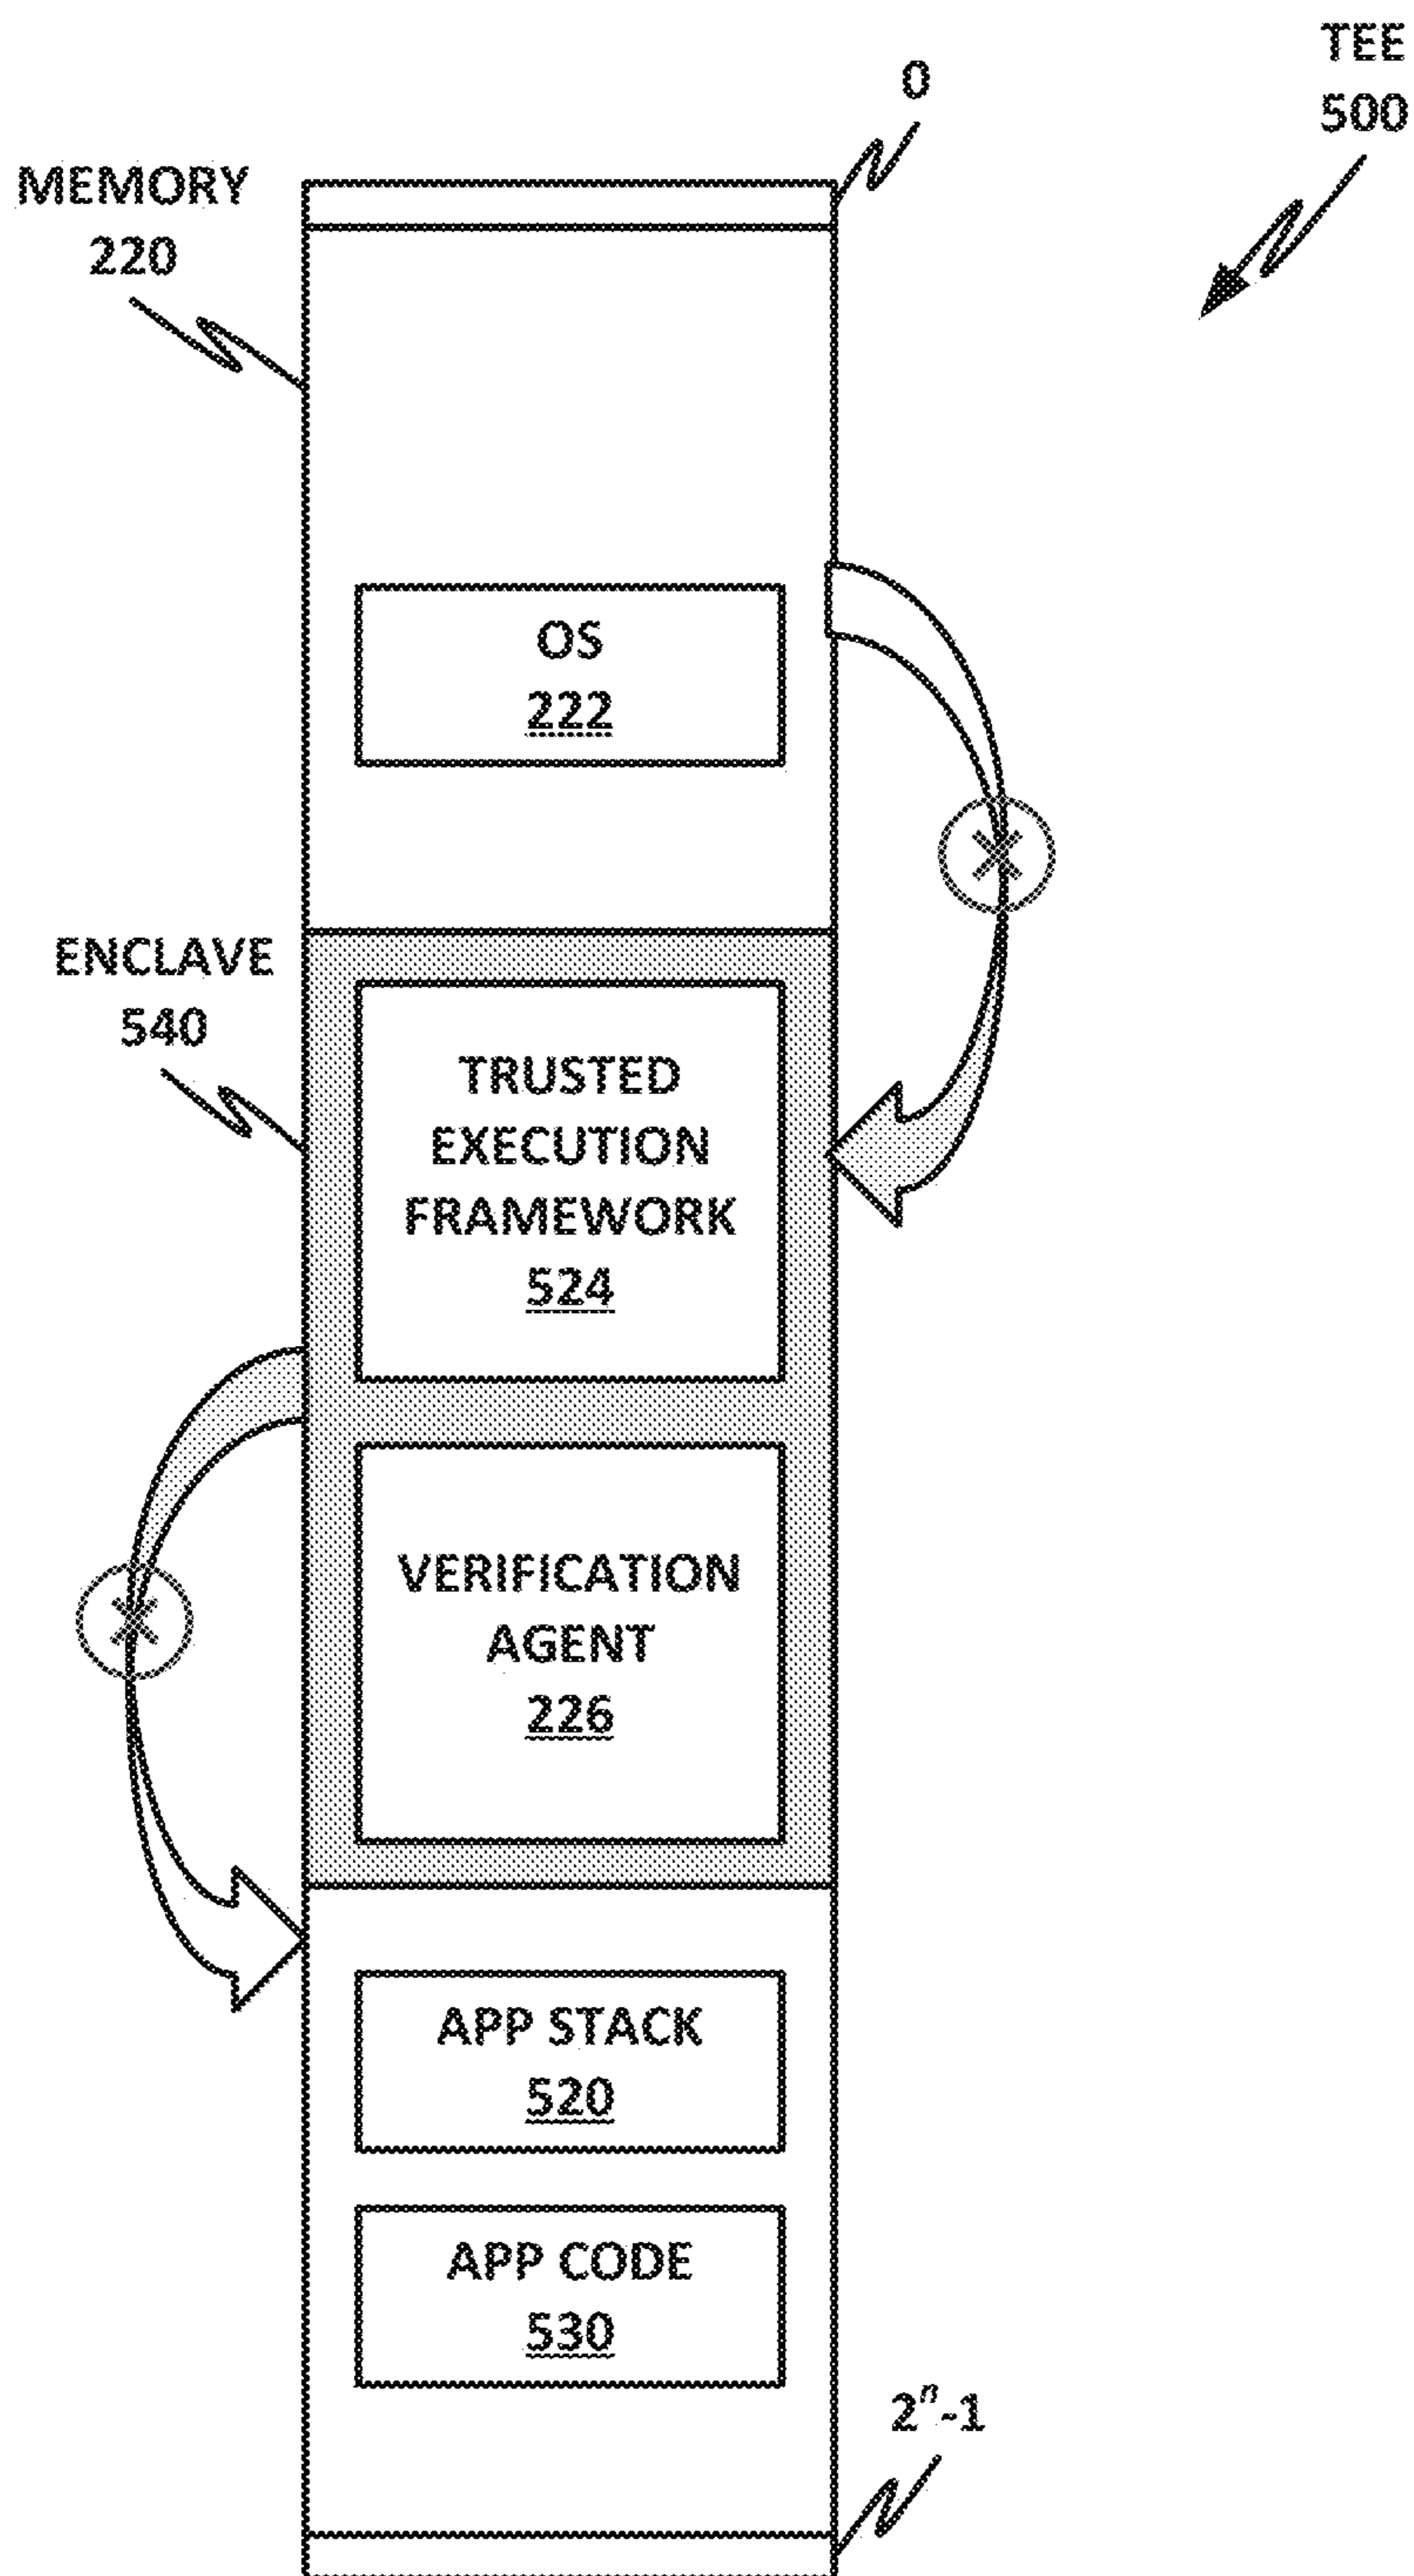 TEE
500
0
MEMORY
220
OS
222
ENCLAVE
540
TRUSTED
EXECUTION
FRAMEWORK
524
VERIFICATION
AGENT
226
APP STACK
520
APP CODE
530
2ⁿ-1